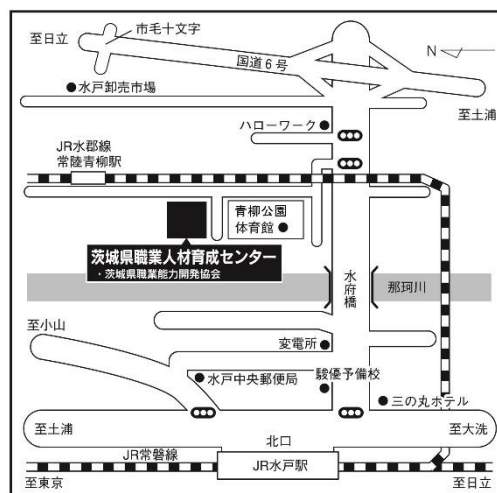 市毛十文字
至日立
国道6号
N
水戸卸売市場
至土浦
ハローワーク
JR水郡線
常陸青柳駅
青柳公園
体育館
茨城県職業人材育成センター
・茨城県職業能力開発協会
水府橋
那珂川
至小山
変電所
水戸中央郵便局
駿優予備校
三の丸ホテル
至土浦
北口
至大洗
JR常磐線
JR水戸駅
至東京
至日立